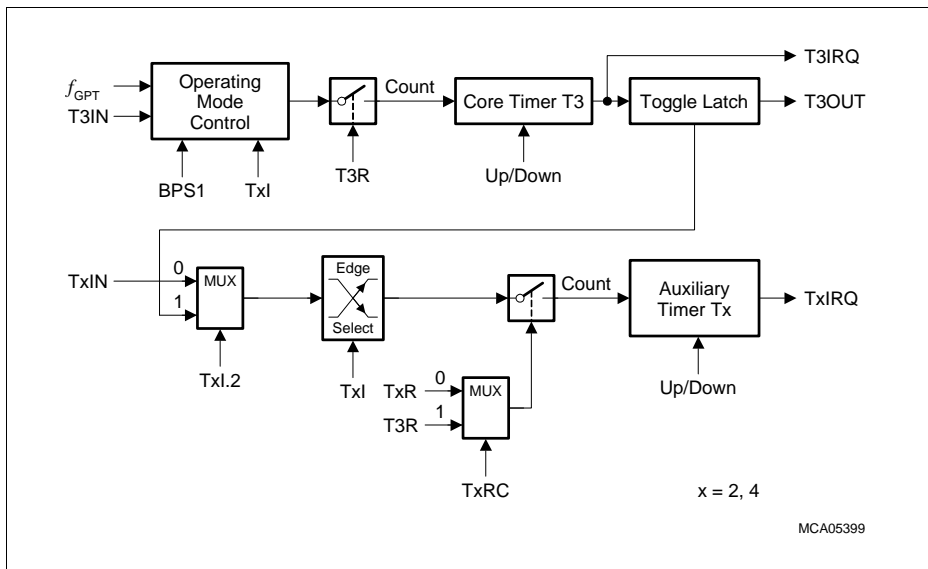 T3IRQ
f GPT
T3IN
Operating
Mode
Control
Count
Core Timer T3
Toggle Latch
T3OUT
BPS1
TxI
T3R
Up/Down
TxIN
0
1
MUX
TxI.2
Edge
Select
TxI
Count
Auxiliary
Timer Tx
TxIRQ
TxR
0
T3R
1
MUX
TxRC
Up/Down
x = 2, 4
MCA05399